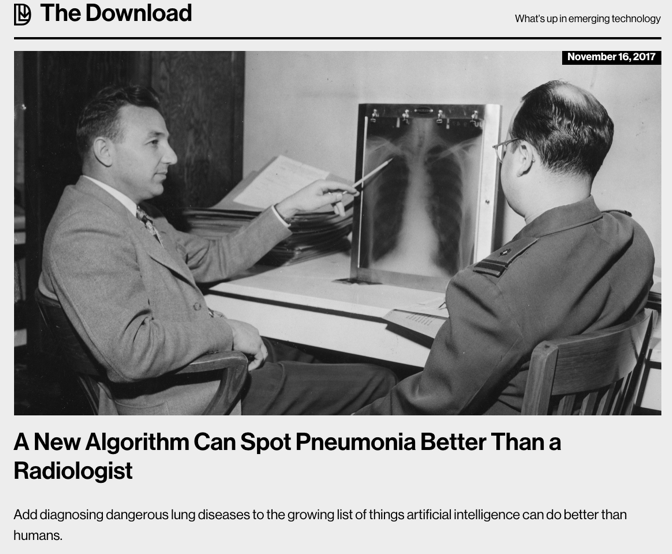 The Download
What's up in emerging technology
November 16, 2017
A New Algorithm Can Spot Pneumonia Better Than a
Radiologist
Add diagnosing dangerous lung diseases to the growing list of things artificial intelligence can do better than
humans.